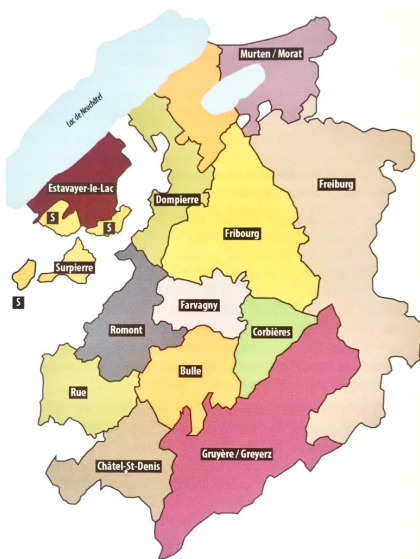 Murten / Morat
Lac de Neuchâtel
Estavayer-le-Lac
Freiburg
Dompierre
S
S
Fribourg
Surpierre
S
Farvagny
Romont
Corbières
Bulle
Rue
Gruyère / Greyerz
Châtel-St-Denis